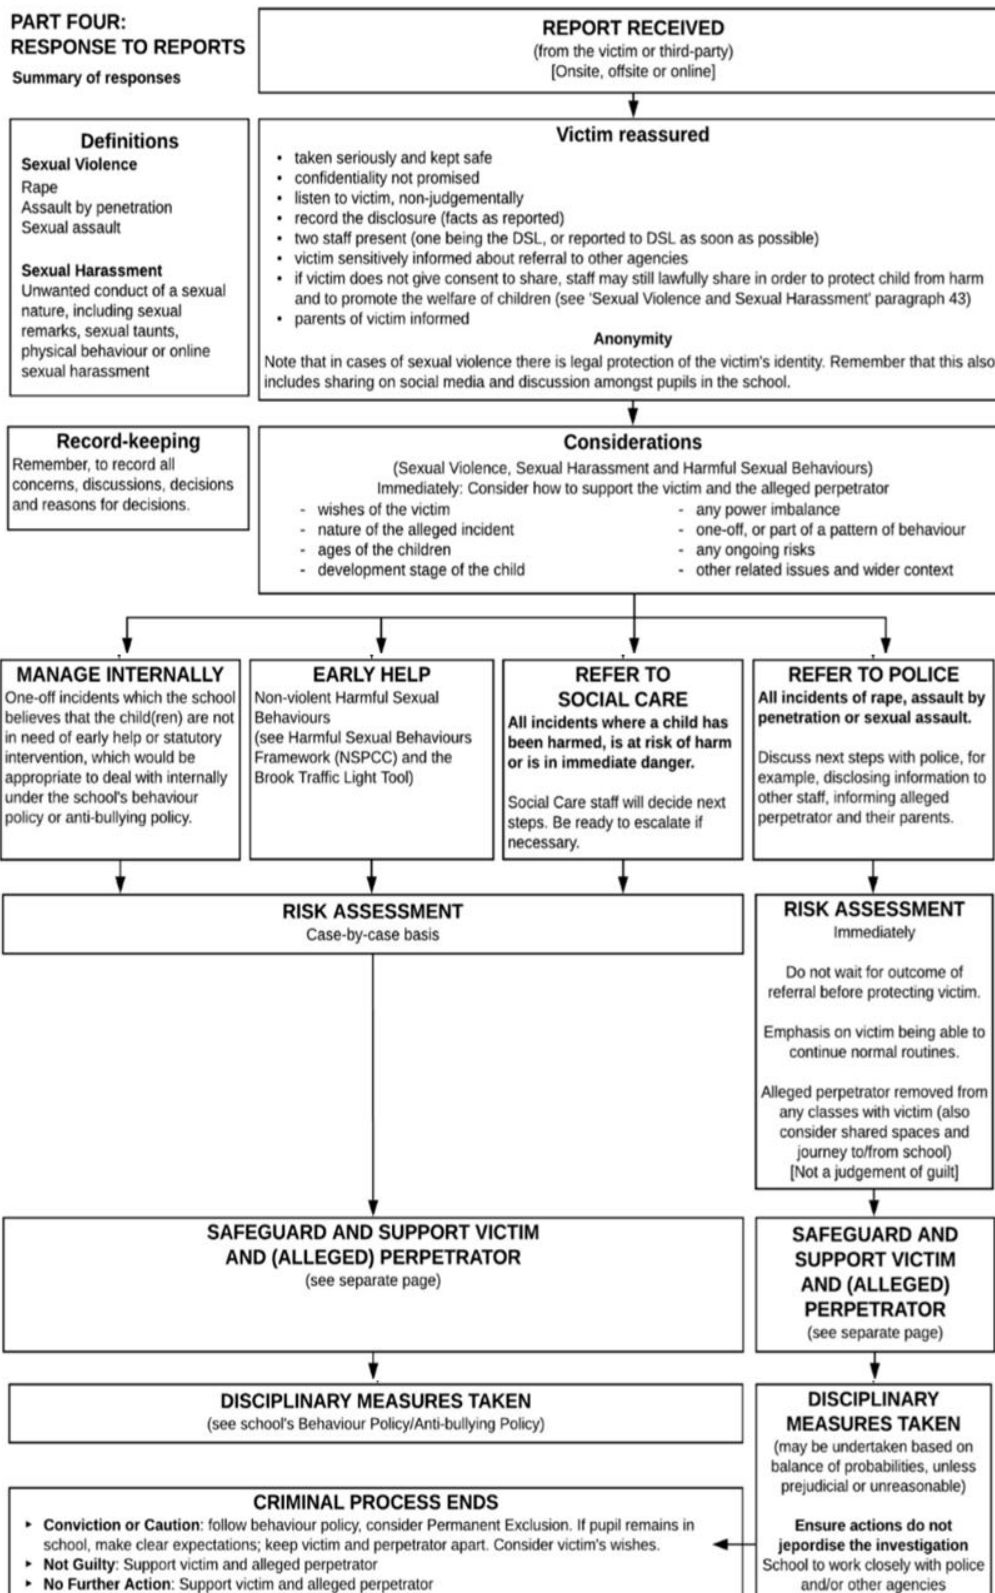 PART FOUR:
RESPONSE TO REPORTS
Summary of responses
REPORT RECEIVED
(from the victim or third-party)
[Onsite, offsite or online]
Definitions
Sexual Violence
Rape
Assault by penetration
Sexual assault
Sexual Harassment
Unwanted conduct of a sexual
nature, including sexual
remarks, sexual taunts,
physical behaviour or online
sexual harassment
Victim reassured
• taken seriously and kept safe
• confidentiality not promised
• listen to victim, non-judgementally
• record the disclosure (facts as reported)
• two staff present (one being the DSL, or reported to DSL as soon as possible)
• victim sensitively informed about referral to other agencies
• if victim does not give consent to share, staff may still lawfully share in order to protect child from harm
and to promote the welfare of children (see 'Sexual Violence and Sexual Harassment' paragraph 43)
• parents of victim informed
Anonymity
Note that in cases of sexual violence there is legal protection of the victim's identity. Remember that this also
includes sharing on social media and discussion amongst pupils in the school.
Record-keeping
Remember, to record all
concerns, discussions, decisions
and reasons for decisions.
Considerations
(Sexual Violence, Sexual Harassment and Harmful Sexual Behaviours)
Immediately: Consider how to support the victim and the alleged perpetrator
- wishes of the victim
- nature of the alleged incident
- ages of the children
- development stage of the child
- any power imbalance
- one-off, or part of a pattern of behaviour
- any ongoing risks
- other related issues and wider context
MANAGE INTERNALLY
One-off incidents which the school
believes that the child(ren) are not
in need of early help or statutory
intervention, which would be
appropriate to deal with internally
under the school's behaviour
policy or anti-bullying policy.
EARLY HELP
Non-violent Harmful Sexual
Behaviours
(see Harmful Sexual Behaviours
Framework (NSPCC) and the
Brook Traffic Light Tool)
REFER TO
SOCIAL CARE
All incidents where a child has
been harmed, is at risk of harm
or is in immediate danger.
Social Care staff will decide next
steps. Be ready to escalate if
necessary.
REFER TO POLICE
All incidents of rape, assault by
penetration or sexual assault.
Discuss next steps with police, for
example, disclosing information to
other staff, informing alleged
perpetrator and their parents.
RISK ASSESSMENT
Case-by-case basis
RISK ASSESSMENT
Immediately
Do not wait for outcome of
referral before protecting victim.
Emphasis on victim being able to
continue normal routines.
Alleged perpetrator removed from
any classes with victim (also
consider shared spaces and
journey to/from school)
[Not a judgement of guilt]
SAFEGUARD AND SUPPORT VICTIM
AND (ALLEGED) PERPETRATOR
(see separate page)
SAFEGUARD AND
SUPPORT VICTIM
AND (ALLEGED)
PERPETRATOR
(see separate page)
DISCIPLINARY MEASURES TAKEN
(see school's Behaviour Policy/Anti-bullying Policy)
DISCIPLINARY
MEASURES TAKEN
(may be undertaken based on
balance of probabilities, unless
prejudicial or unreasonable)
Ensure actions do not
jepordise the investigation
School to work closely with police
and/or other agencies
CRIMINAL PROCESS ENDS
▸ Conviction or Caution: follow behaviour policy, consider Permanent Exclusion. If pupil remains in
school, make clear expectations; keep victim and perpetrator apart. Consider victim's wishes.
▸ Not Guilty: Support victim and alleged perpetrator
▸ No Further Action: Support victim and alleged perpetrator